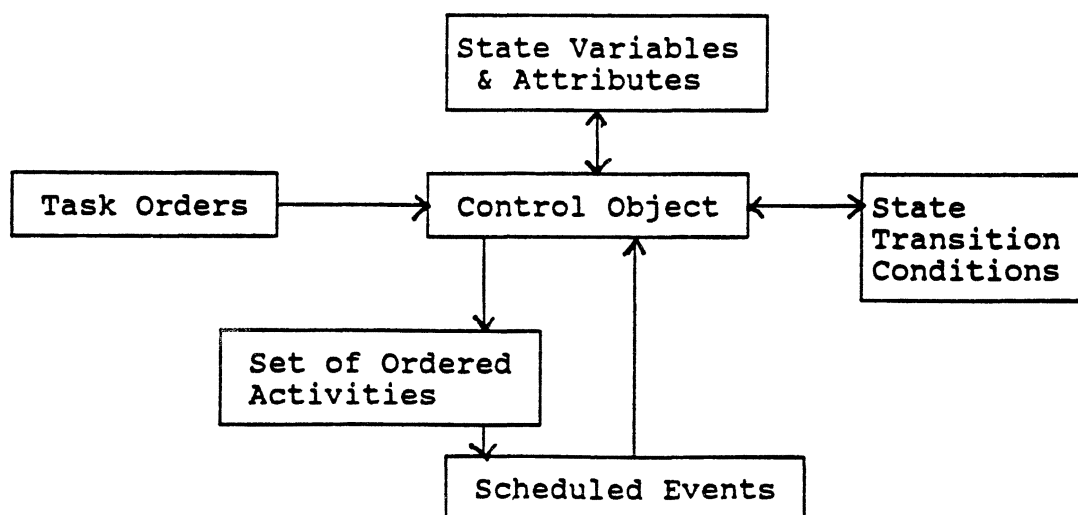 State Variables
& Attributes
Task Orders
Control Object
State
Transition
Conditions
Set of Ordered
Activities
Scheduled Events